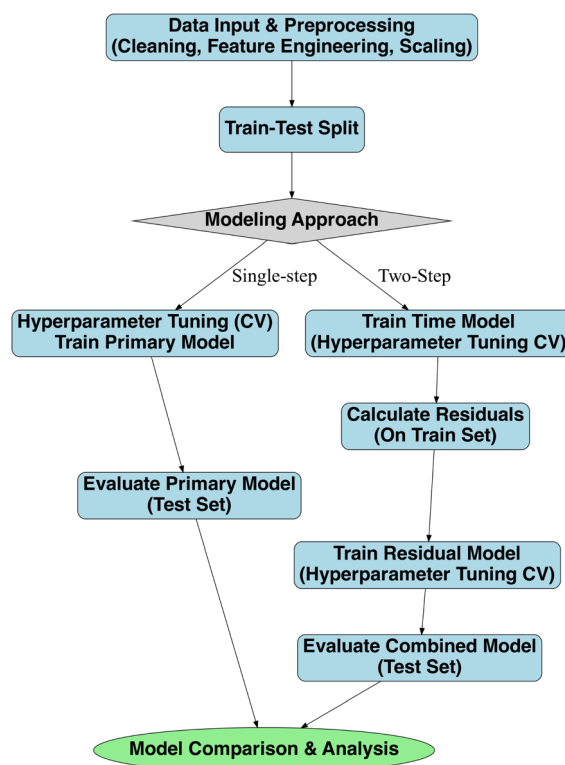 Data Input & Preprocessing
(Cleaning, Feature Engineering, Scaling)
Train-Test Split
Modeling Approach
Single-step
Two-Step
Hyperparameter Tuning (CV)
Train Primary Model
Train Time Model
(Hyperparameter Tuning CV)
Calculate Residuals
(On Train Set)
Evaluate Primary Model
(Test Set)
Train Residual Model
(Hyperparameter Tuning CV)
Evaluate Combined Model
(Test Set)
Model Comparison & Analysis